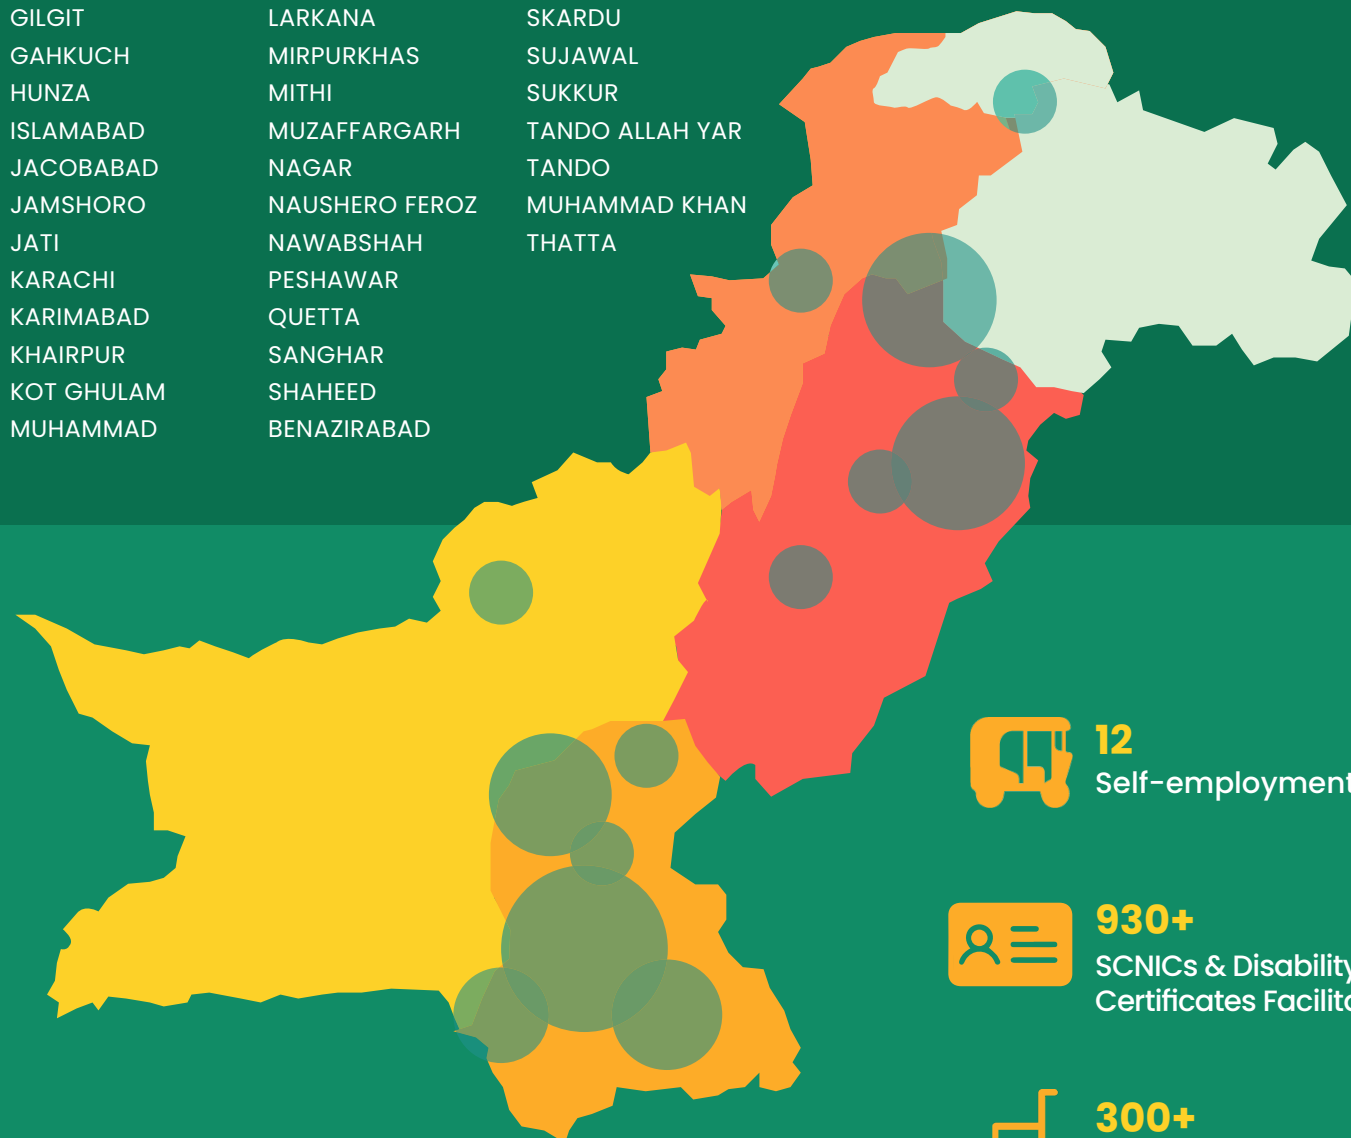 GILGIT
GAHKUCH
HUNZA
ISLAMABAD
JACOBABAD
JAMSHORO
JATI
KARACHI
KARIMABAD
KHAIRPUR
KOT GHULAM
MUHAMMAD
LARKANA
MIRPURKHAS
MITHI
MUZAFFARGARH
NAGAR
NAUSHERO FEROZ
NAWABSHAH
PESHAWAR
QUETTA
SANGHAR
SHAHEED
BENAZIRABAD
SKARDU
SUJAWAL
SUKKUR
TANDO ALLAH YAR
TANDO
MUHAMMAD KHAN
THATTA
12
Self-employment
930+
SCNICs & Disability
Certificates
300+